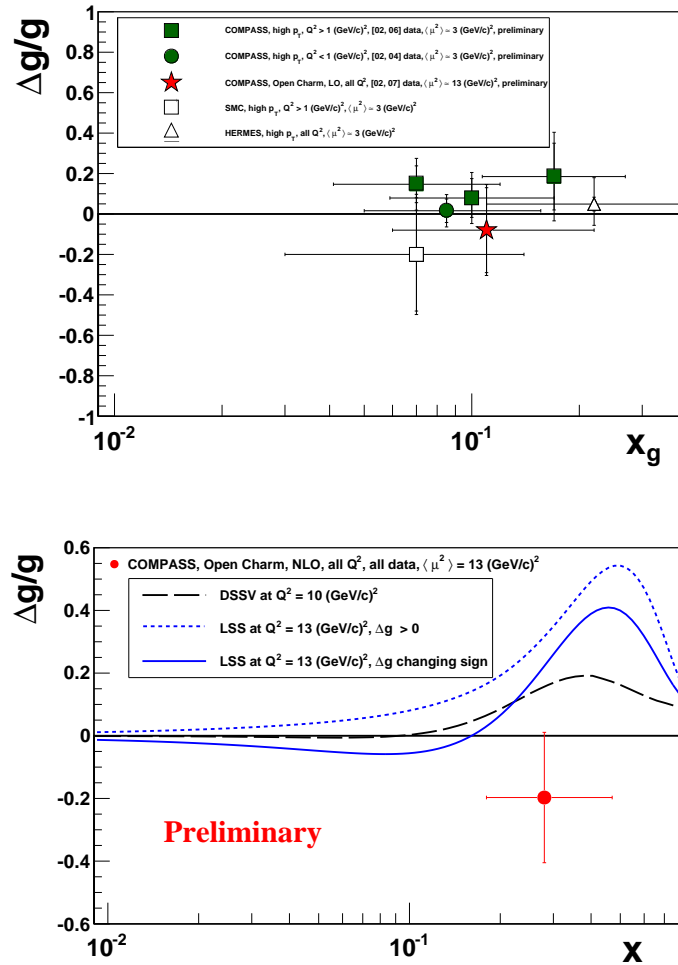 Δg/g
COMPASS, high p_T, Q² > 1 (GeV/c)², [02, 06] data, ⟨μ²⟩ ≃ 3 (GeV/c)², preliminary
COMPASS, high p_T, Q² < 1 (GeV/c)², [02, 04] data, ⟨μ²⟩ ≃ 3 (GeV/c)², preliminary
COMPASS, Open Charm, LO, all Q², [02, 07] data, ⟨μ²⟩ ≃ 13 (GeV/c)², preliminary
SMC, high p_T, Q² > 1 (GeV/c)², ⟨μ²⟩ ≃ 3 (GeV/c)²
HERMES, high p_T, all Q², ⟨μ²⟩ ≃ 3 (GeV/c)²
1
0.8
0.6
0.4
0.2
0
-0.2
-0.4
-0.6
-0.8
-1
10⁻²
10⁻¹
x_g
Δg/g
COMPASS, Open Charm, NLO, all Q², all data, ⟨μ²⟩ = 13 (GeV/c)²
DSSV at Q² = 10 (GeV/c)²
LSS at Q² = 13 (GeV/c)², Δg > 0
LSS at Q² = 13 (GeV/c)², Δg changing sign
0.6
0.4
0.2
0
-0.2
-0.4
-0.6
Preliminary
10⁻²
10⁻¹
x